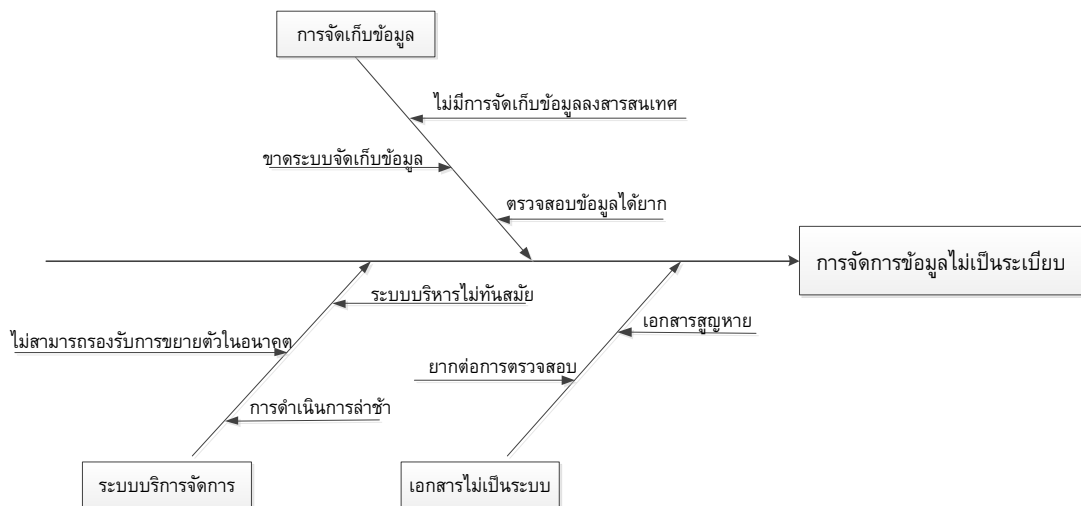 การจัดเก็บข้อมูล
ไม่มีการจัดเก็บข้อมูลลงสารสนเทศ
ขาดระบบจัดเก็บข้อมูล
ตรวจสอบข้อมูลได้ยาก
การจัดการข้อมูลไม่เป็นระเบียบ
ระบบบริหารไม่ทันสมัย
เอกสารสูญหาย
ไม่สามารถรองรับการขยายตัวในอนาคต
ยากต่อการตรวจสอบ
การดำเนินการล่าช้า
ระบบบริการจัดการ
เอกสารไม่เป็นระบบ